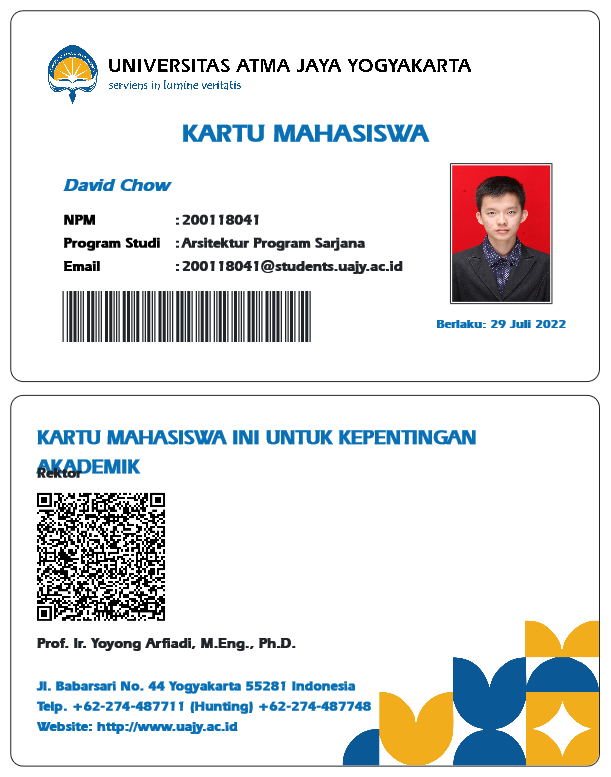 UNIVERSITAS ATMA JAYA YOGYAKARTA
serviens in lumine veritatis
KARTU MAHASISWA
David Chow
NPM : 200118041
Program Studi : Arsitektur Program Sarjana
Email : 200118041@students.uajy.ac.id
Berlaku: 29 Juli 2022
KARTU MAHASISWA INI UNTUK KEPENTINGAN
AKADEMIK
Rektor
Prof. Ir. Yoyong Arfiadi, M.Eng., Ph.D.
Jl. Babarsari No. 44 Yogyakarta 55281 Indonesia
Telp. +62-274-487711 (Hunting) +62-274-487748
Website: http://www.uajy.ac.id